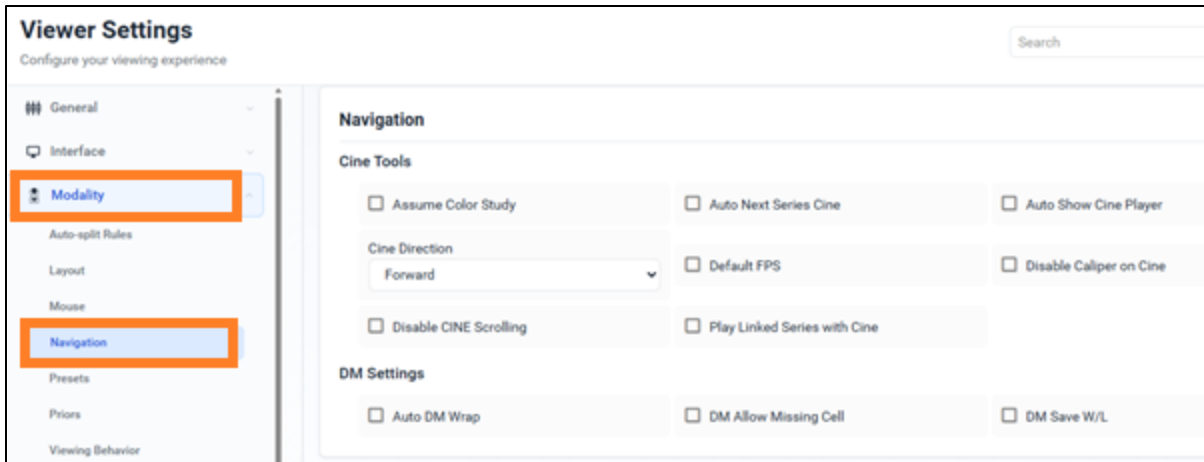 Viewer Settings
Configure your viewing experience
Search
General
Interface
Modality
Auto-split Rules
Layout
Mouse
Navigation
Presets
Priors
Viewing Behavior
Navigation
Cine Tools
Assume Color Study
Auto Next Series Cine
Auto Show Cine Player
Cine Direction
Forward
Default FPS
Disable Caliper on Cine
Disable CINE Scrolling
Play Linked Series with Cine
DM Settings
Auto DM Wrap
DM Allow Missing Cell
DM Save W/L